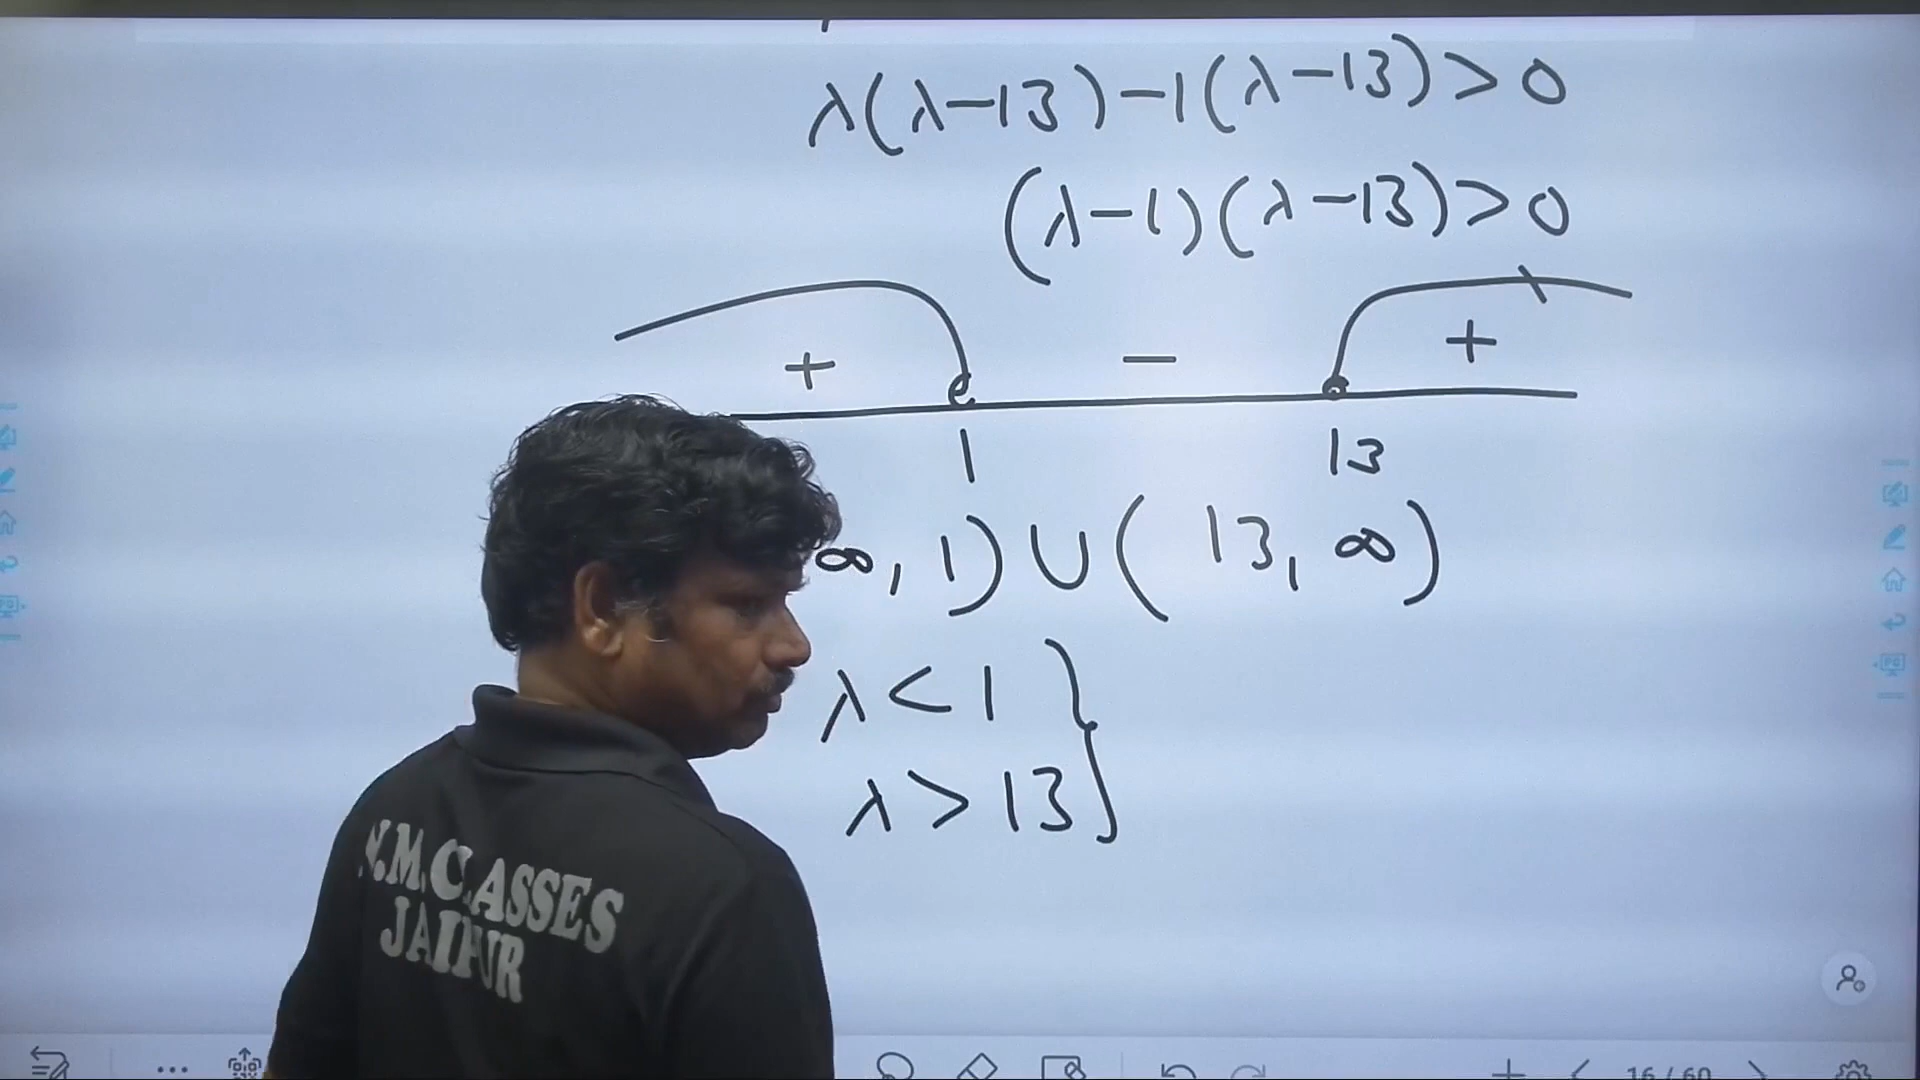 λ(λ-13)-1(λ-13)>0
(λ-1)(λ-13)>0
+ - +
1 13
∞, 1) ∪ (13, ∞)
λ < 1
λ > 13
N.M. CLASSES
JAIPUR
16 / 60